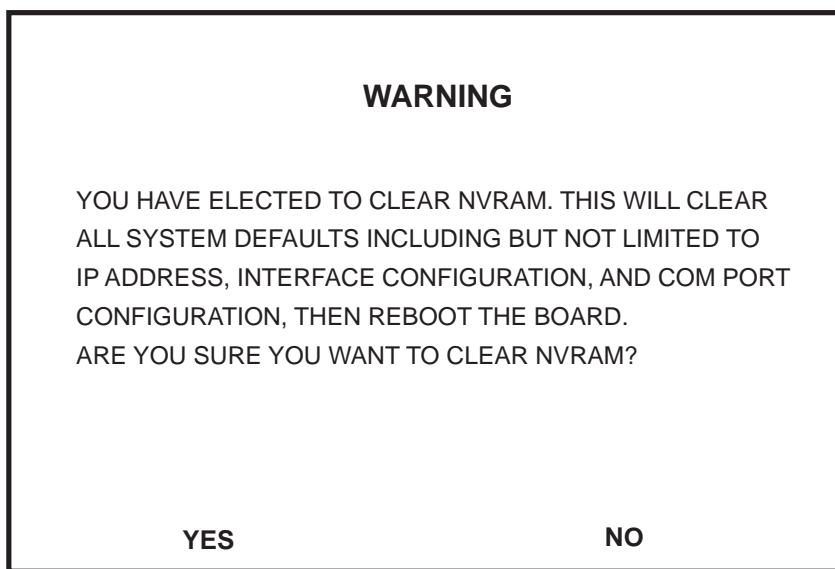 WARNING
YOU HAVE ELECTED TO CLEAR NVRAM. THIS WILL CLEAR
ALL SYSTEM DEFAULTS INCLUDING BUT NOT LIMITED TO
IP ADDRESS, INTERFACE CONFIGURATION, AND COM PORT
CONFIGURATION, THEN REBOOT THE BOARD.
ARE YOU SURE YOU WANT TO CLEAR NVRAM?
YES NO